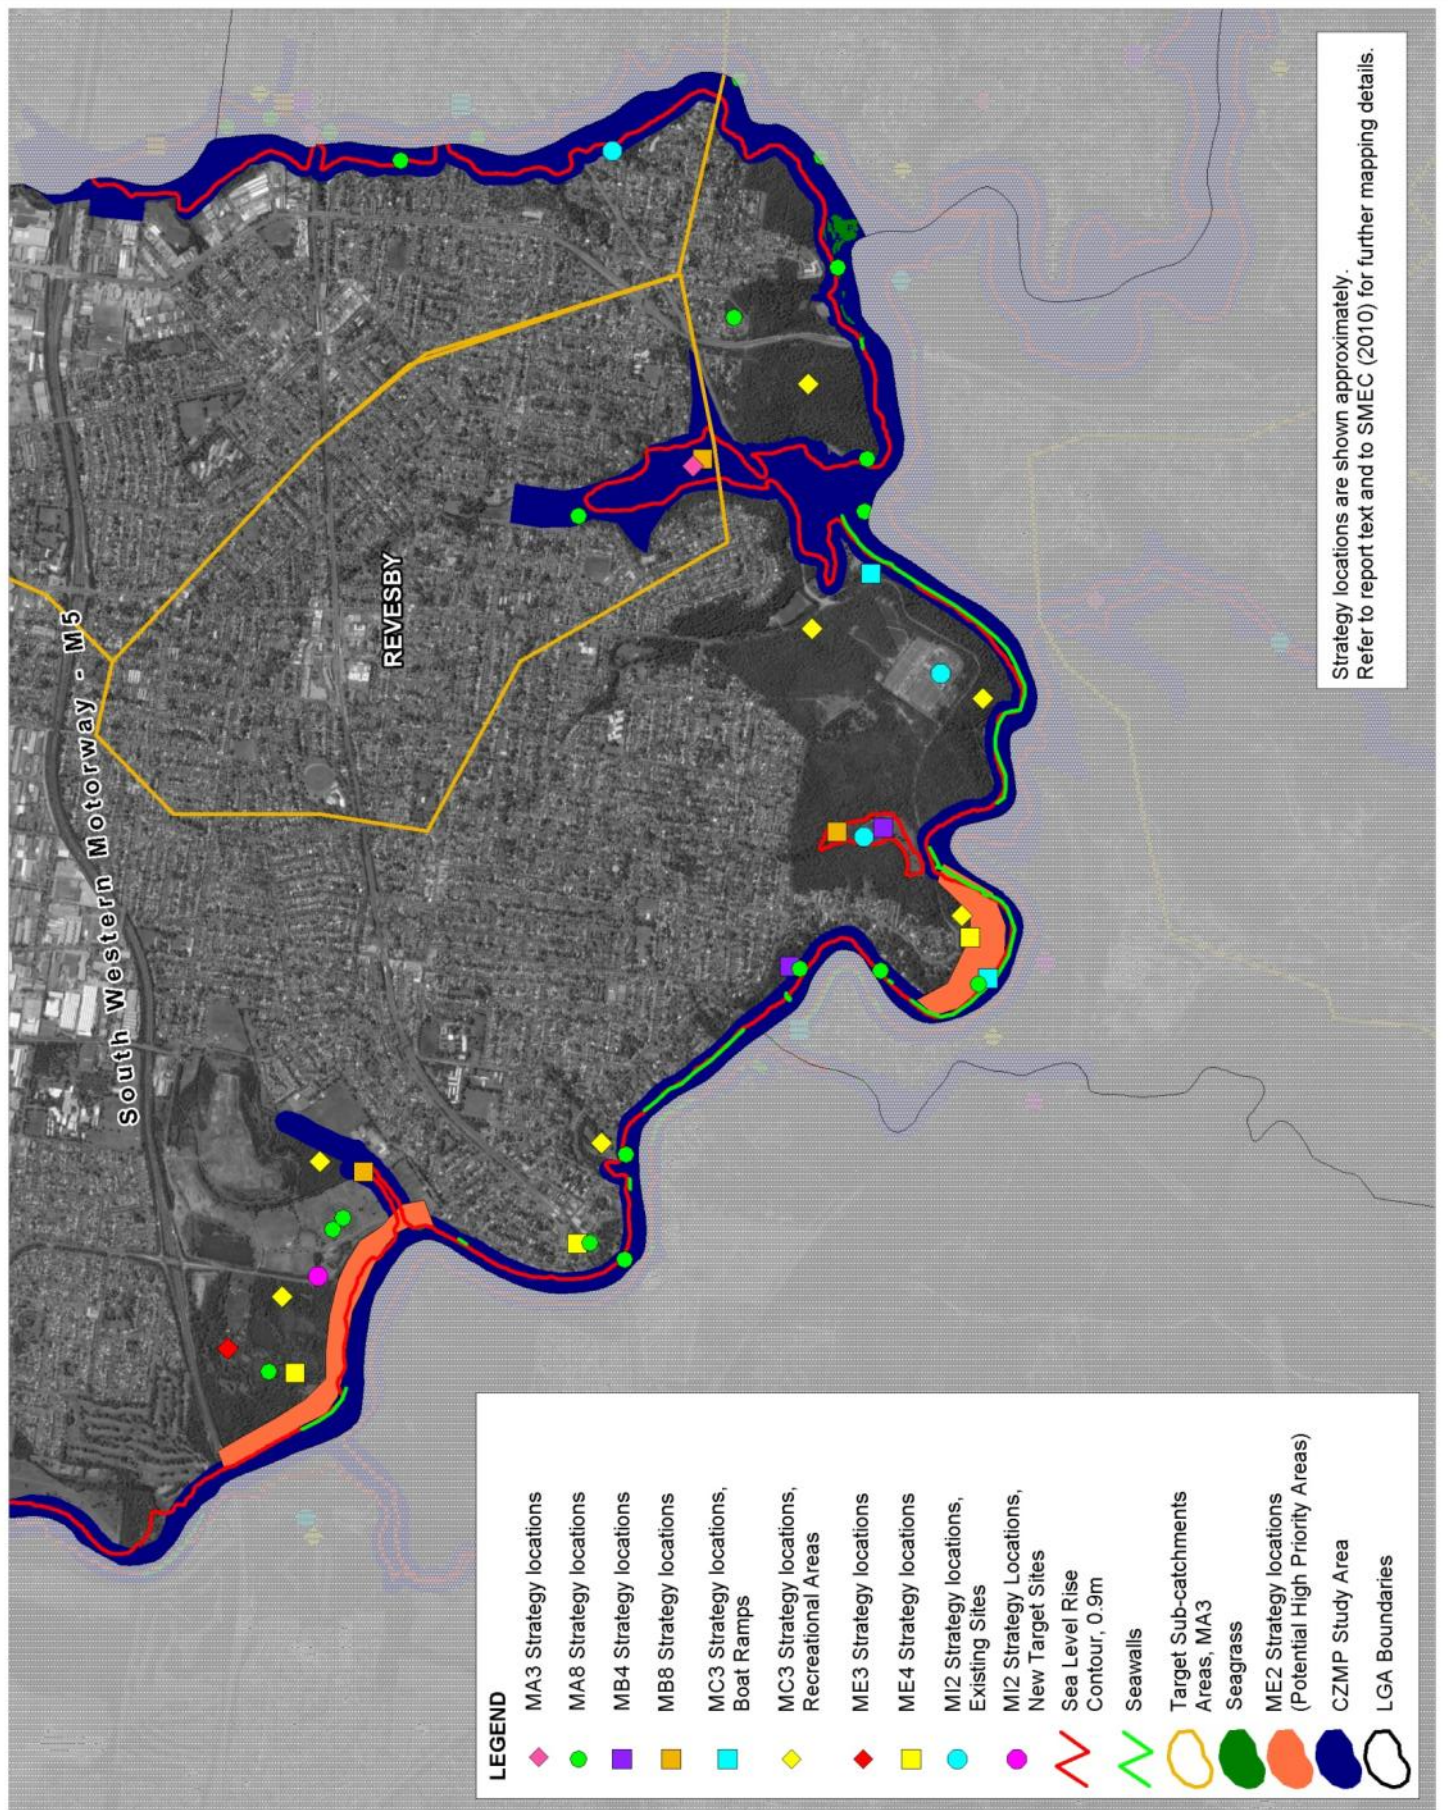 South Western Motorway - M5
REVESBY
Strategy locations are shown approximately.
Refer to report text and to SMEC (2010) for further mapping details.
LEGEND
MA3 Strategy locations
MA8 Strategy locations
MB4 Strategy locations
MB8 Strategy locations
MC3 Strategy locations,
Boat Ramps
MC3 Strategy locations,
Recreational Areas
ME3 Strategy locations
ME4 Strategy locations
MI2 Strategy locations,
Existing Sites
MI2 Strategy Locations,
New Target Sites
Sea Level Rise
Contour, 0.9m
Seawalls
Target Sub-catchments
Areas, MA3
Seagrass
ME2 Strategy locations
(Potential High Priority Areas)
CZMP Study Area
LGA Boundaries